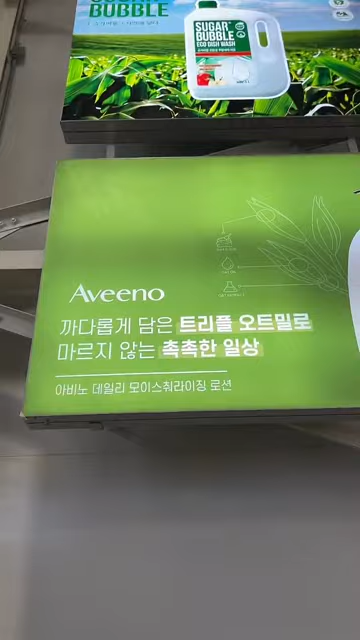 BUBBLE
SUGAR
BUBBLE
ECO DISH WASH
Aveeno
까다롭게 담은 트리플 오트밀로
마르지 않는 촉촉한 일상
아비노 데일리 모이스춰라이징 로션